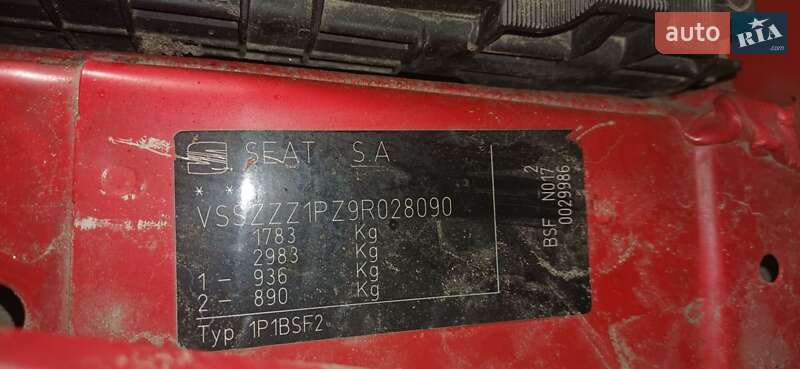 auto RIA.com
SEAT S.A
* *
VSSZZZ1PZ9R028090
1783 Kg
2983 Kg
1 - 936 Kg
2 - 890 Kg
Typ 1P1BSF2
2
BSF N017
0029986